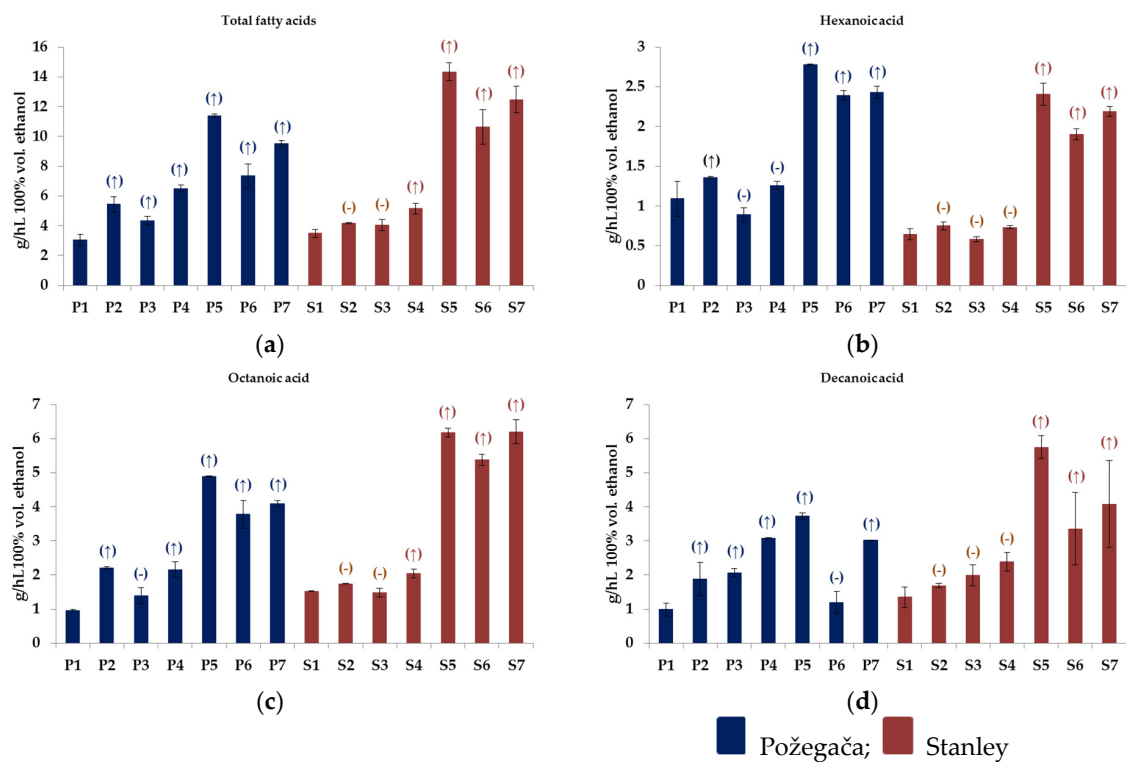 Total fatty acids
g/hL 100% vol. ethanol
16
14
12
10
8
6
4
2
0
(↑) (↑) (↑) (↑) (↑) (↑) (-) (-) (↑) (↑) (↑) (↑)
P1 P2 P3 P4 P5 P6 P7 S1 S2 S3 S4 S5 S6 S7
(a)
Hexanoic acid
g/hL 100% vol. ethanol
3
2.5
2
1.5
1
0.5
0
(↑) (-) (-) (↑) (↑) (↑) (-) (-) (-) (↑) (↑) (↑)
P1 P2 P3 P4 P5 P6 P7 S1 S2 S3 S4 S5 S6 S7
(b)
Octanoic acid
g/hL100% vol. ethanol
7
6
5
4
3
2
1
0
(↑) (-) (↑) (↑) (↑) (↑) (-) (-) (↑) (↑) (↑) (↑)
P1 P2 P3 P4 P5 P6 P7 S1 S2 S3 S4 S5 S6 S7
(c)
Decanoic acid
g/hL 100% vol. ethanol
7
6
5
4
3
2
1
0
(↑) (↑) (↑) (↑) (-) (↑) (-) (-) (-) (↑) (↑) (↑)
P1 P2 P3 P4 P5 P6 P7 S1 S2 S3 S4 S5 S6 S7
(d)
Požegača; Stanley